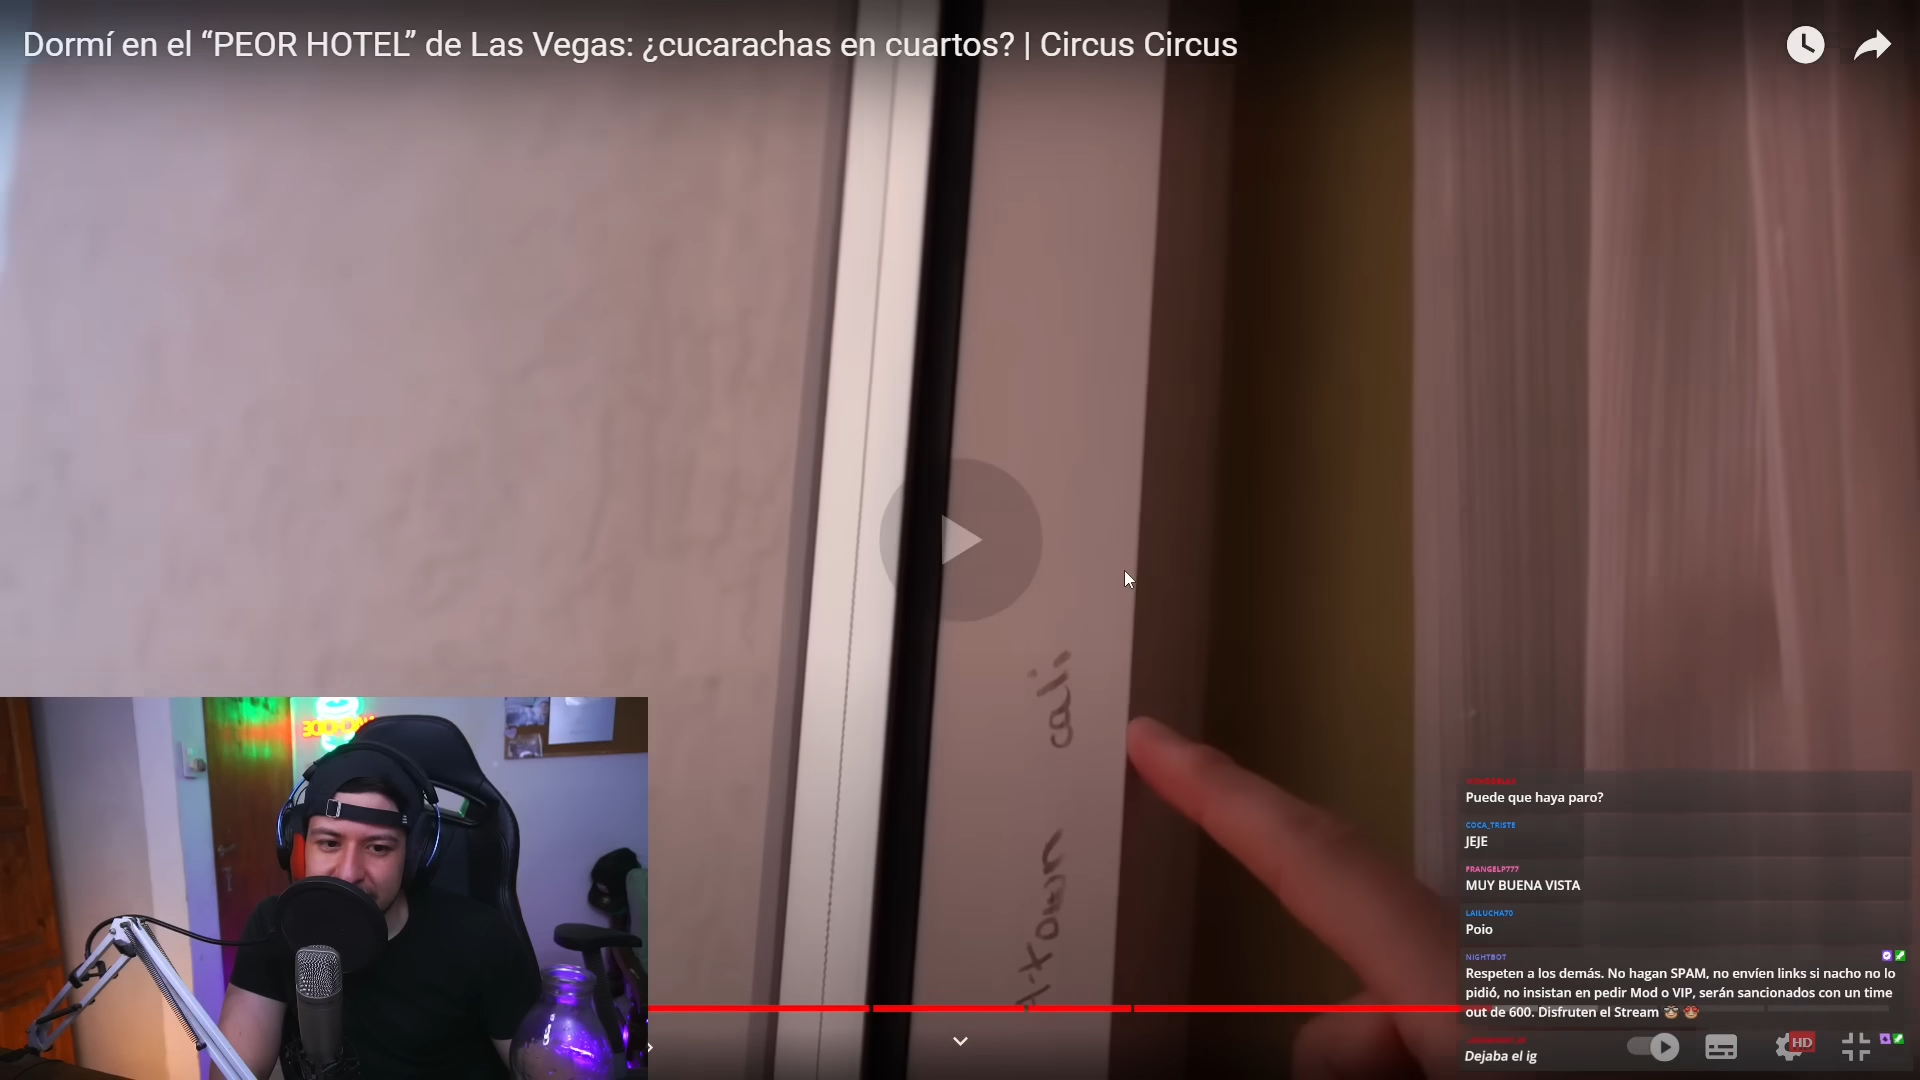 Dormí en el “PEOR HOTEL” de Las Vegas: ¿cucarachas en cuartos? | Circus Circus
cali.
Puede que haya paro?
COCA_TRISTE
JEJE
FRANGELP777
MUY BUENA VISTA
LAILUCHA70
Poio
NIGHTBOT
Respeten a los demás. No hagan SPAM, no envíen links si nacho no lo
pidió, no insistan en pedir Mod o VIP, serán sancionados con un time
out de 600. Disfruten el Stream
Dejaba el ig
HD